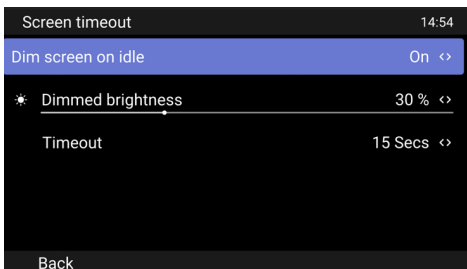 Screen timeout 14:54
Dim screen on idle On <>
Dimmed brightness 30 % <>
Timeout 15 Secs <>
Back